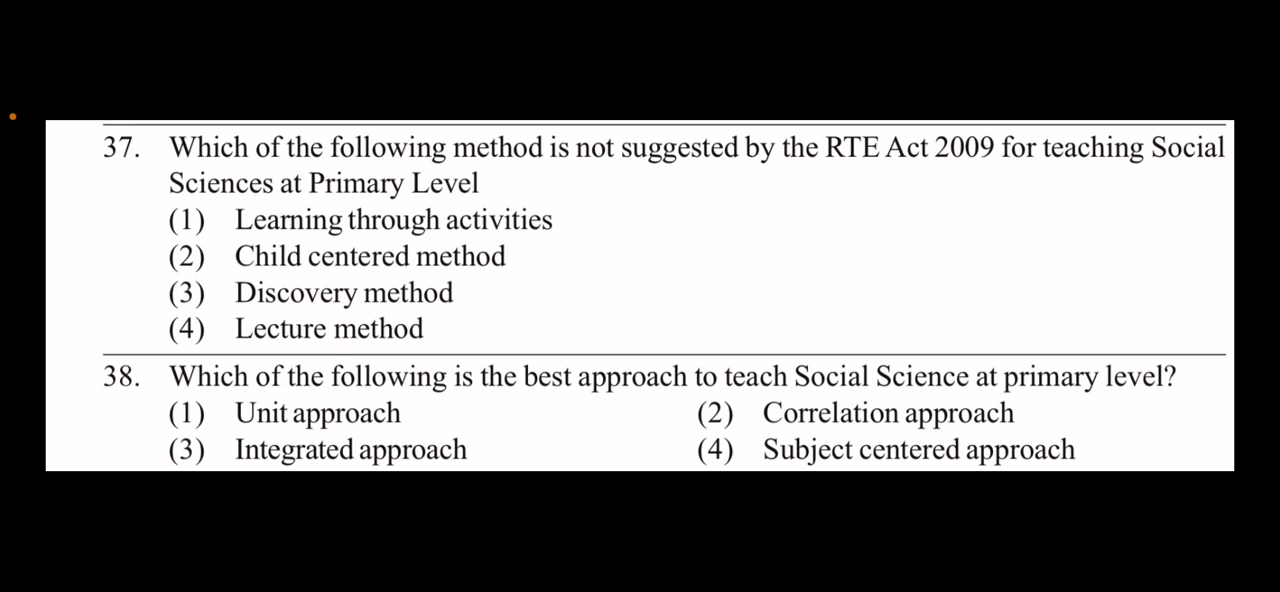 37. Which of the following method is not suggested by the RTE Act 2009 for teaching Social
Sciences at Primary Level
(1) Learning through activities
(2) Child centered method
(3) Discovery method
(4) Lecture method
38. Which of the following is the best approach to teach Social Science at primary level?
(1) Unit approach (2) Correlation approach
(3) Integrated approach (4) Subject centered approach